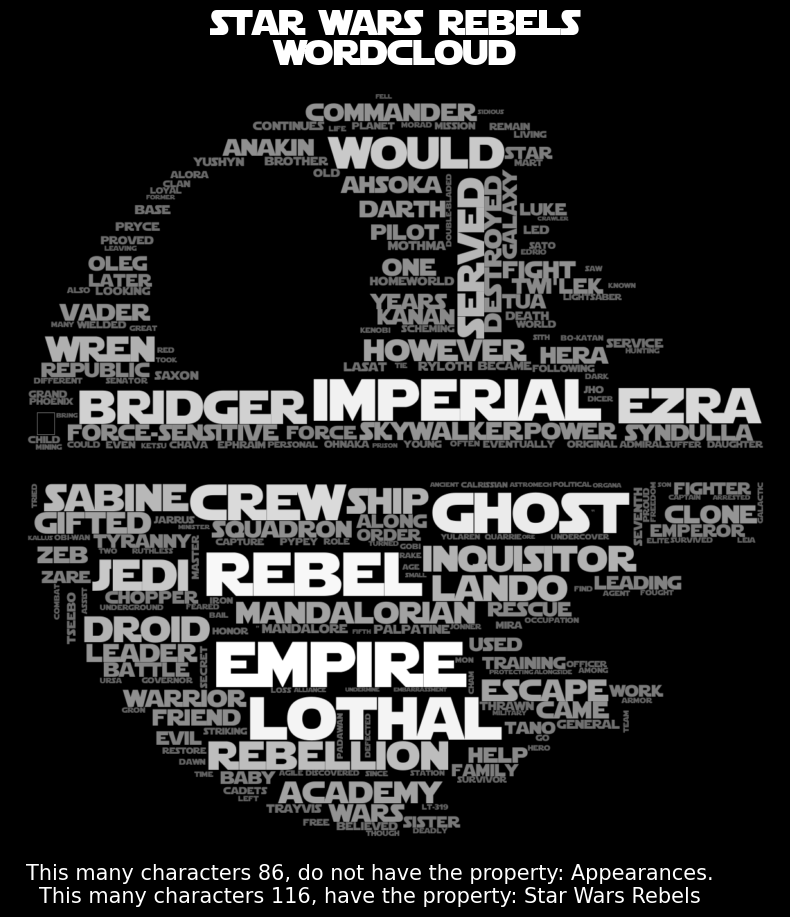 STAR WARS REBELS
WORDCLOUD
FELL
COMMANDER SIDIOUS
CONTINUES LIFE PLANET MORAD MISSION REMAIN
LIVING
ANAKIN WOULD STAR
YUSHYN BROTHER MART
ALORA OLD
CLAN AHSOKA
LOYAL
FORMER
BASE DARTH DOUBLE-BLADED SERVED DESTROYED GALAXY LUKE
CRAWLER
PRYCE PILOT LED
PROVED MOTHMA SATO
LEAVING EDRIO
OLEG ONE FIGHT SAW
LATER HOMEWORLD TWI'LEK KNOWN
ALSO LOOKING LIGHTSABER
VADER YEARS TUA
KANAN DEATH
MANY WIELDED GREAT KENOBI SCHEMING WORLD
WREN RED HOWEVER SITH BO-KATAN SERVICE
TOOK HERA HUNTING
REPUBLIC SAXON LASAT TIE RYLOTH BECAME FOLLOWING
DIFFERENT SENATOR DARK
GRAND BRIDGER IMPERIAL JHO EZRA
PHOENIX DICER
BRING
CHILD FORCE-SENSITIVE FORCE SKYWALKER POWER SYNDULLA
MINING COULD EVEN KETSU CHAVA EPHRAIM PERSONAL OHNAKA PRISON YOUNG OFTEN EVENTUALLY ORIGINAL ADMIRAL SUFFER DAUGHTER
TRIED SABINE CREW SHIP ANCIENT CALRISSIAN ASTROMECH POLITICAL ORGANA SEVENTH PROUD FREEDOM SON FIGHTER
CAPTAIN ARRESTED
GIFTED JARRUS ALONG GHOST CLONE GALACTIC
MINISTER SQUADRON ORDER EMPEROR
KALLUS OBI-WAN TYRANNY CAPTURE PYPEY ROLE TURNED YULAREN QUARRIE ORE UNDERCOVER ELITE SURVIVED LEIA
ZEB TWO RUTHLESS MASTER GOBI INQUISITOR
RAKE
ZARE JEDI REBEL AGE LANDO FIND LEADING
SMALL AGENT FOUGHT
COMBAT TSEEBO ASSET CHOPPER IRON
UNDERGROUND FEARED BAIL MANDALORIAN RESCUE
DROID HONOR MANDALORE FIFTH PALPATINE JONNER MIRA OCCUPATION
LEADER SECRET EMPIRE USED
BATTLE MON TRAINING OFFICER
URSA GOVERNOR CHAM PROTECTING ALONGSIDE AMONG
WARRIOR LOSS ALLIANCE UNDERMINE EMBARRASSMENT ESCAPE WORK
GRON THRAWN CAME ARMOR
FRIEND LOTHAL MILITARY
EVIL STRIKING PADAWAN DEFECTED TANO GENERAL TEAM
GO
RESTORE REBELLION HELP HERO
DAWN FAMILY
TIME BABY AGILE DISCOVERED SINCE STATION SURVIVOR
CADETS ACADEMY
LEFT
TRAYVIS WARS LT-319
FREE BELIEVED SISTER
THOUGH DEADLY
This many characters 86, do not have the property: Appearances.
This many characters 116, have the property: Star Wars Rebels